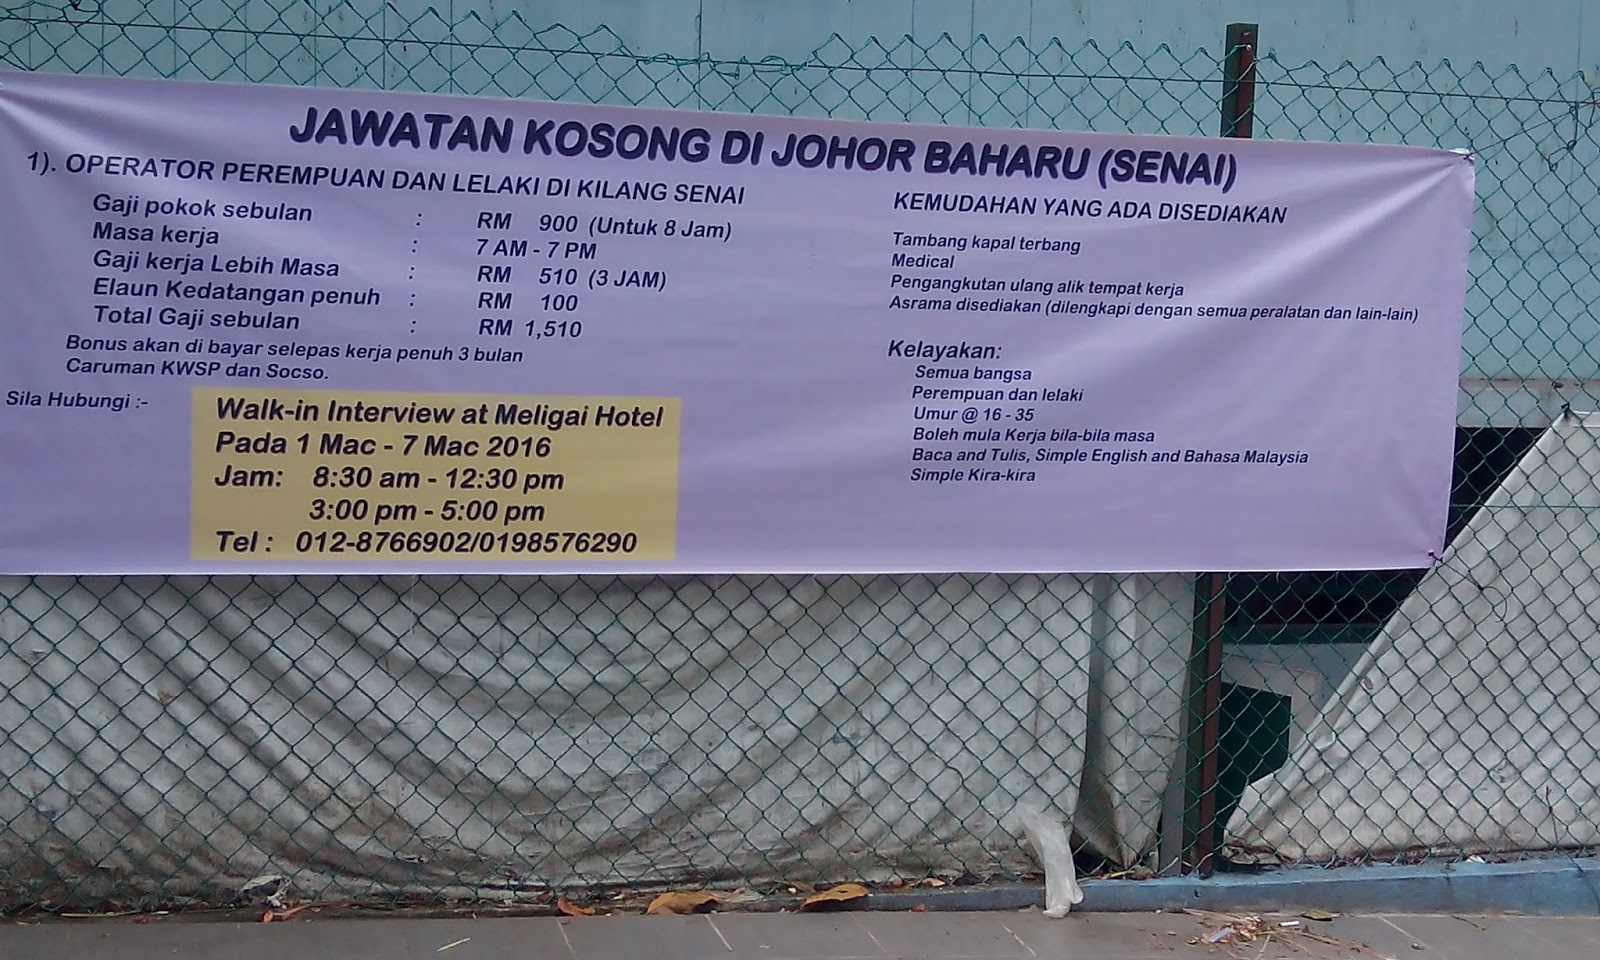 JAWATAN KOSONG DI JOHOR BAHARU (SENAI)
1). OPERATOR PEREMPUAN DAN LELAKI DI KILANG SENAI
Gaji pokok sebulan : RM 900 (Untuk 8 Jam)
Masa kerja : 7 AM - 7 PM
Gaji kerja Lebih Masa : RM 510 (3 JAM)
Elaun Kedatangan penuh : RM 100
Total Gaji sebulan : RM 1,510
Bonus akan di bayar selepas kerja penuh 3 bulan
Caruman KWSP dan Socso.
Sila Hubungi :-
Walk-in Interview at Meligai Hotel
Pada 1 Mac - 7 Mac 2016
Jam: 8:30 am - 12:30 pm
3:00 pm - 5:00 pm
Tel : 012-8766902/0198576290
KEMUDAHAN YANG ADA DISEDIAKAN
Tambang kapal terbang
Medical
Pengangkutan ulang alik tempat kerja
Asrama disediakan (dilengkapi dengan semua peralatan dan lain-lain)
Kelayakan:
Semua bangsa
Perempuan dan lelaki
Umur @ 16 - 35
Boleh mula Kerja bila-bila masa
Baca and Tulis, Simple English and Bahasa Malaysia
Simple Kira-kira